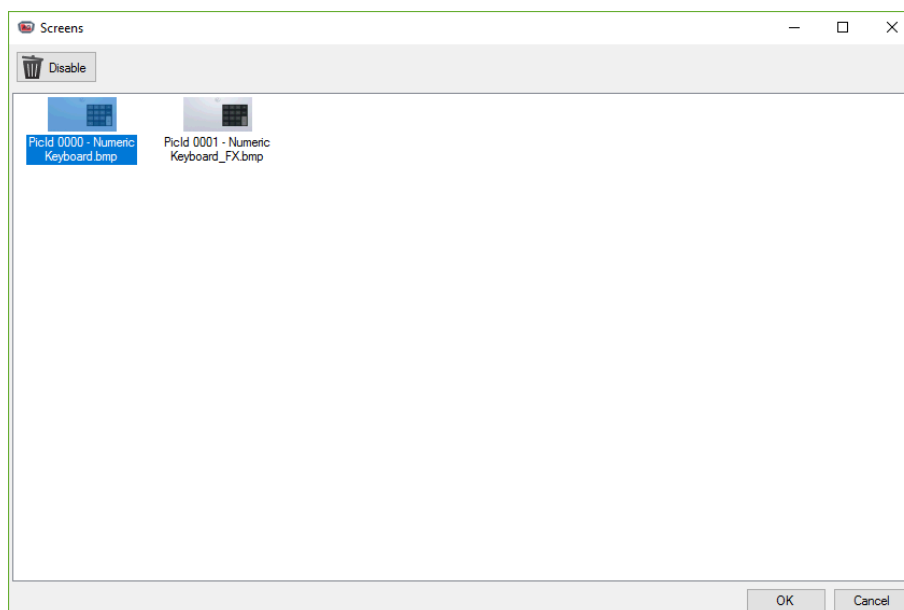 Screens
Disable
PicId 0000 - Numeric
Keyboard.bmp
PicId 0001 - Numeric
Keyboard_FX.bmp
OK
Cancel